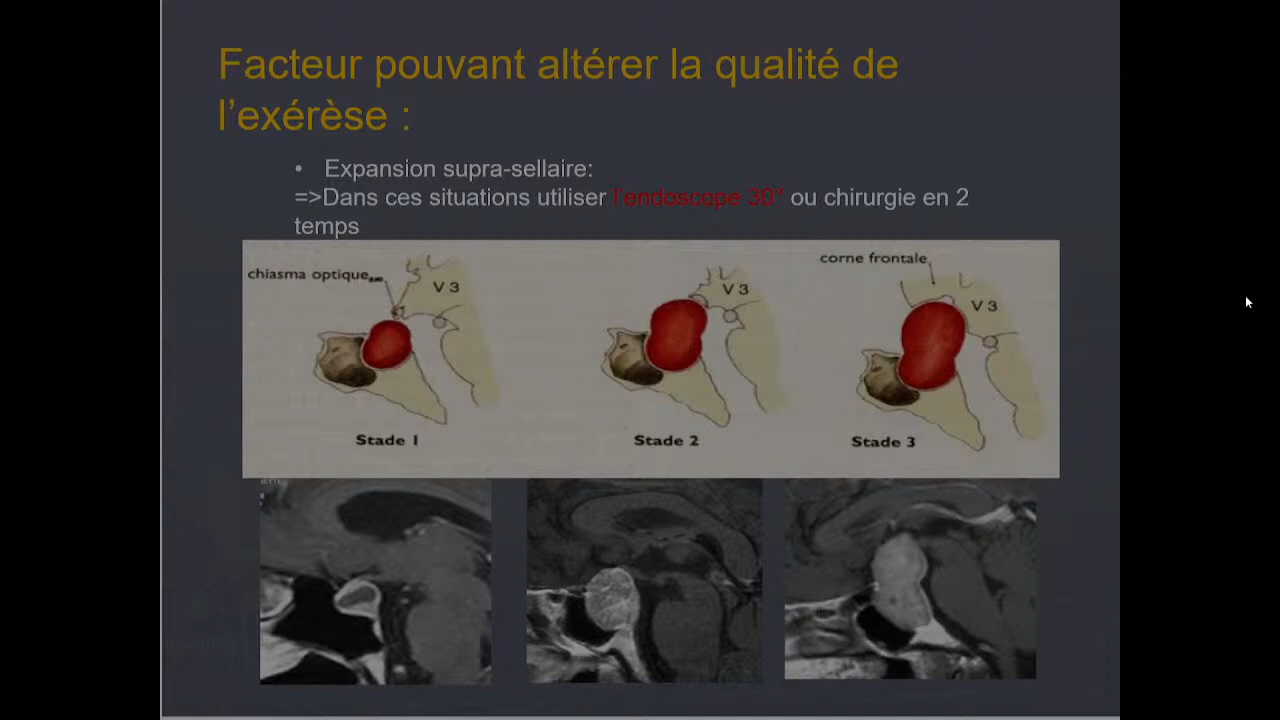 Facteur pouvant altérer la qualité de
l'exérèse :
• Expansion supra-sellaire:
=>Dans ces situations utiliser l'endoscope 30° ou chirurgie en 2
temps
chiasma optique
V 3
V 3
corne frontale
V 3
Stade 1
Stade 2
Stade 3